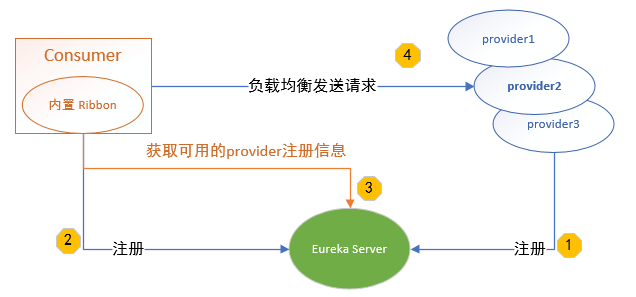 Consumer
内置 Ribbon
4
负载均衡发送请求
provider1
provider2
provider3
获取可用的provider注册信息
3
2
注册
Eureka Server
注册
1